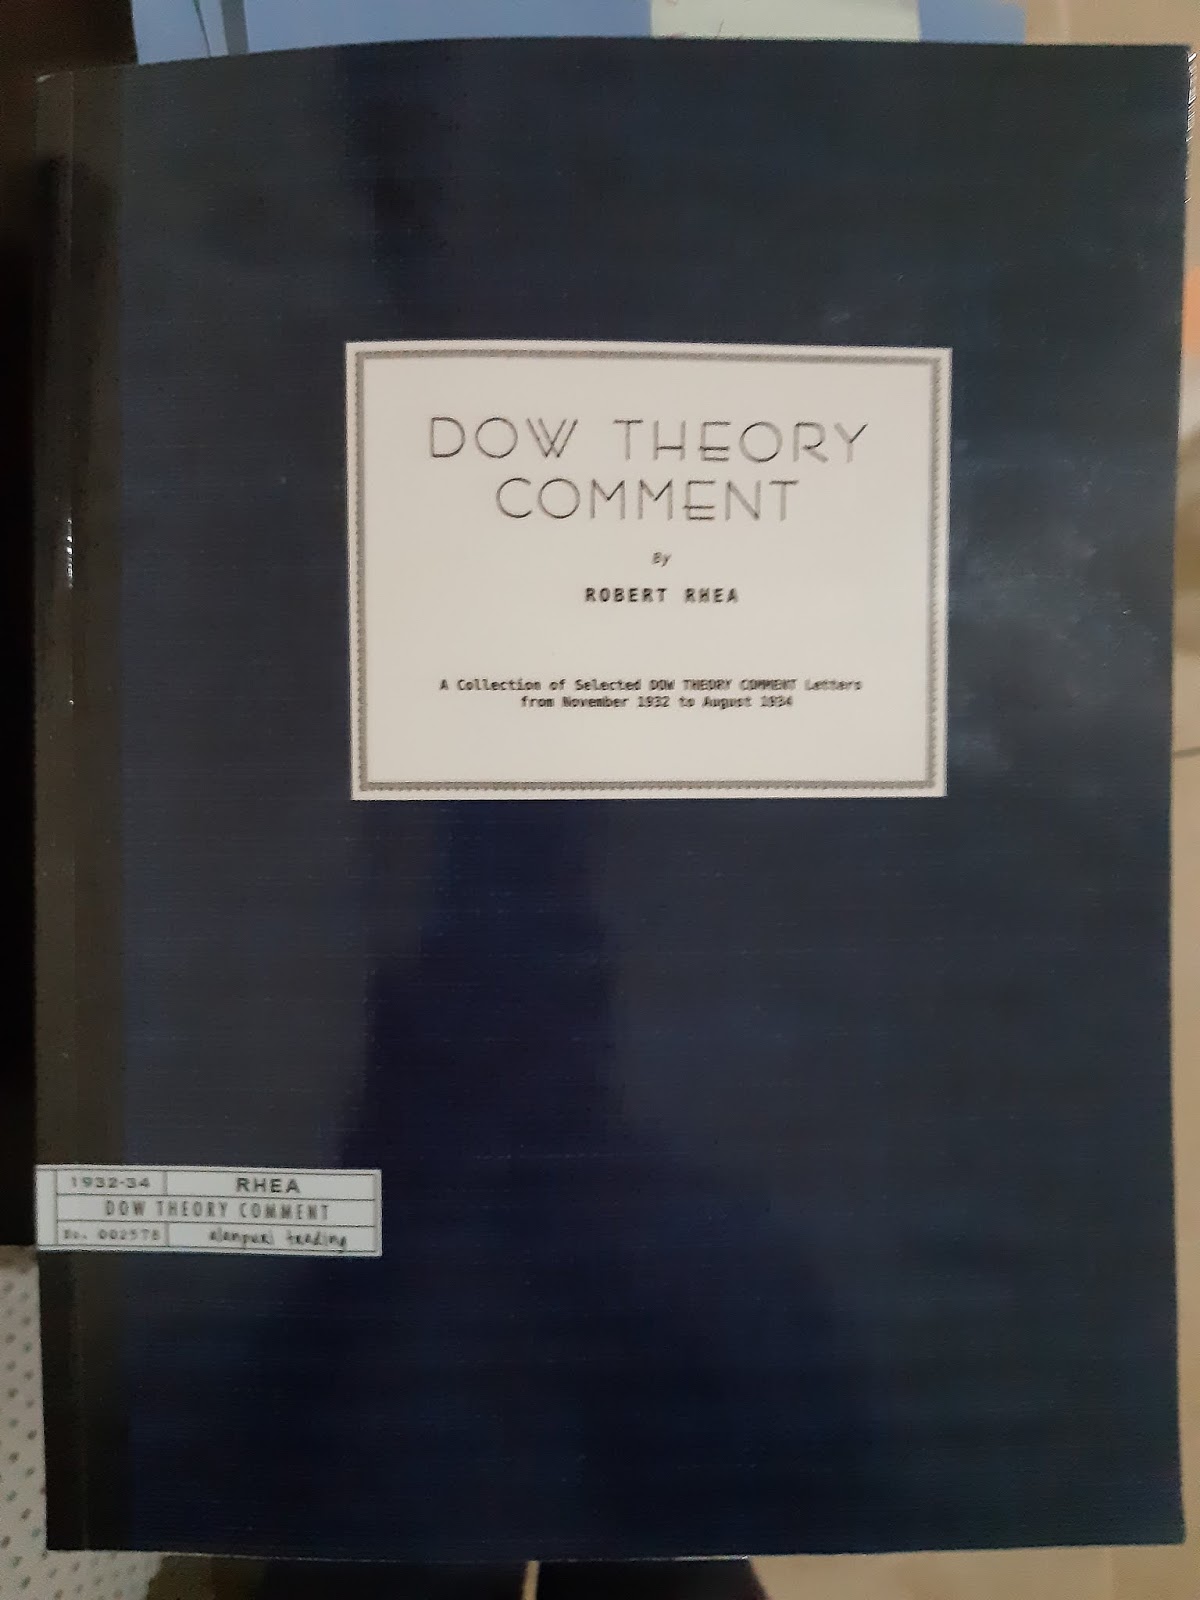 DOW THEORY
COMMENT
By
ROBERT RHEA
A Collection of Selected DOW THEORY COMMENT Letters
from November 1932 to August 1934
1932-34 RHEA
DOW THEORY COMMENT
No. 002578 alanpuri trading